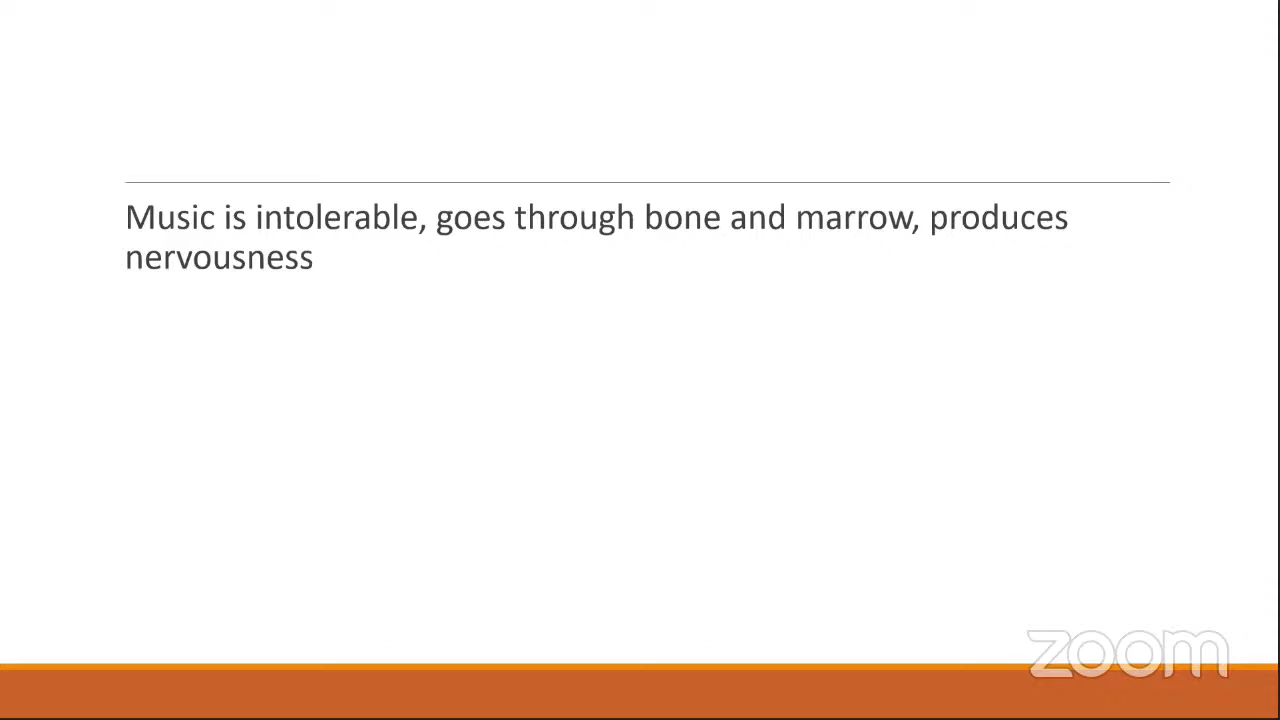 Music is intolerable, goes through bone and marrow, produces
nervousness
zoom